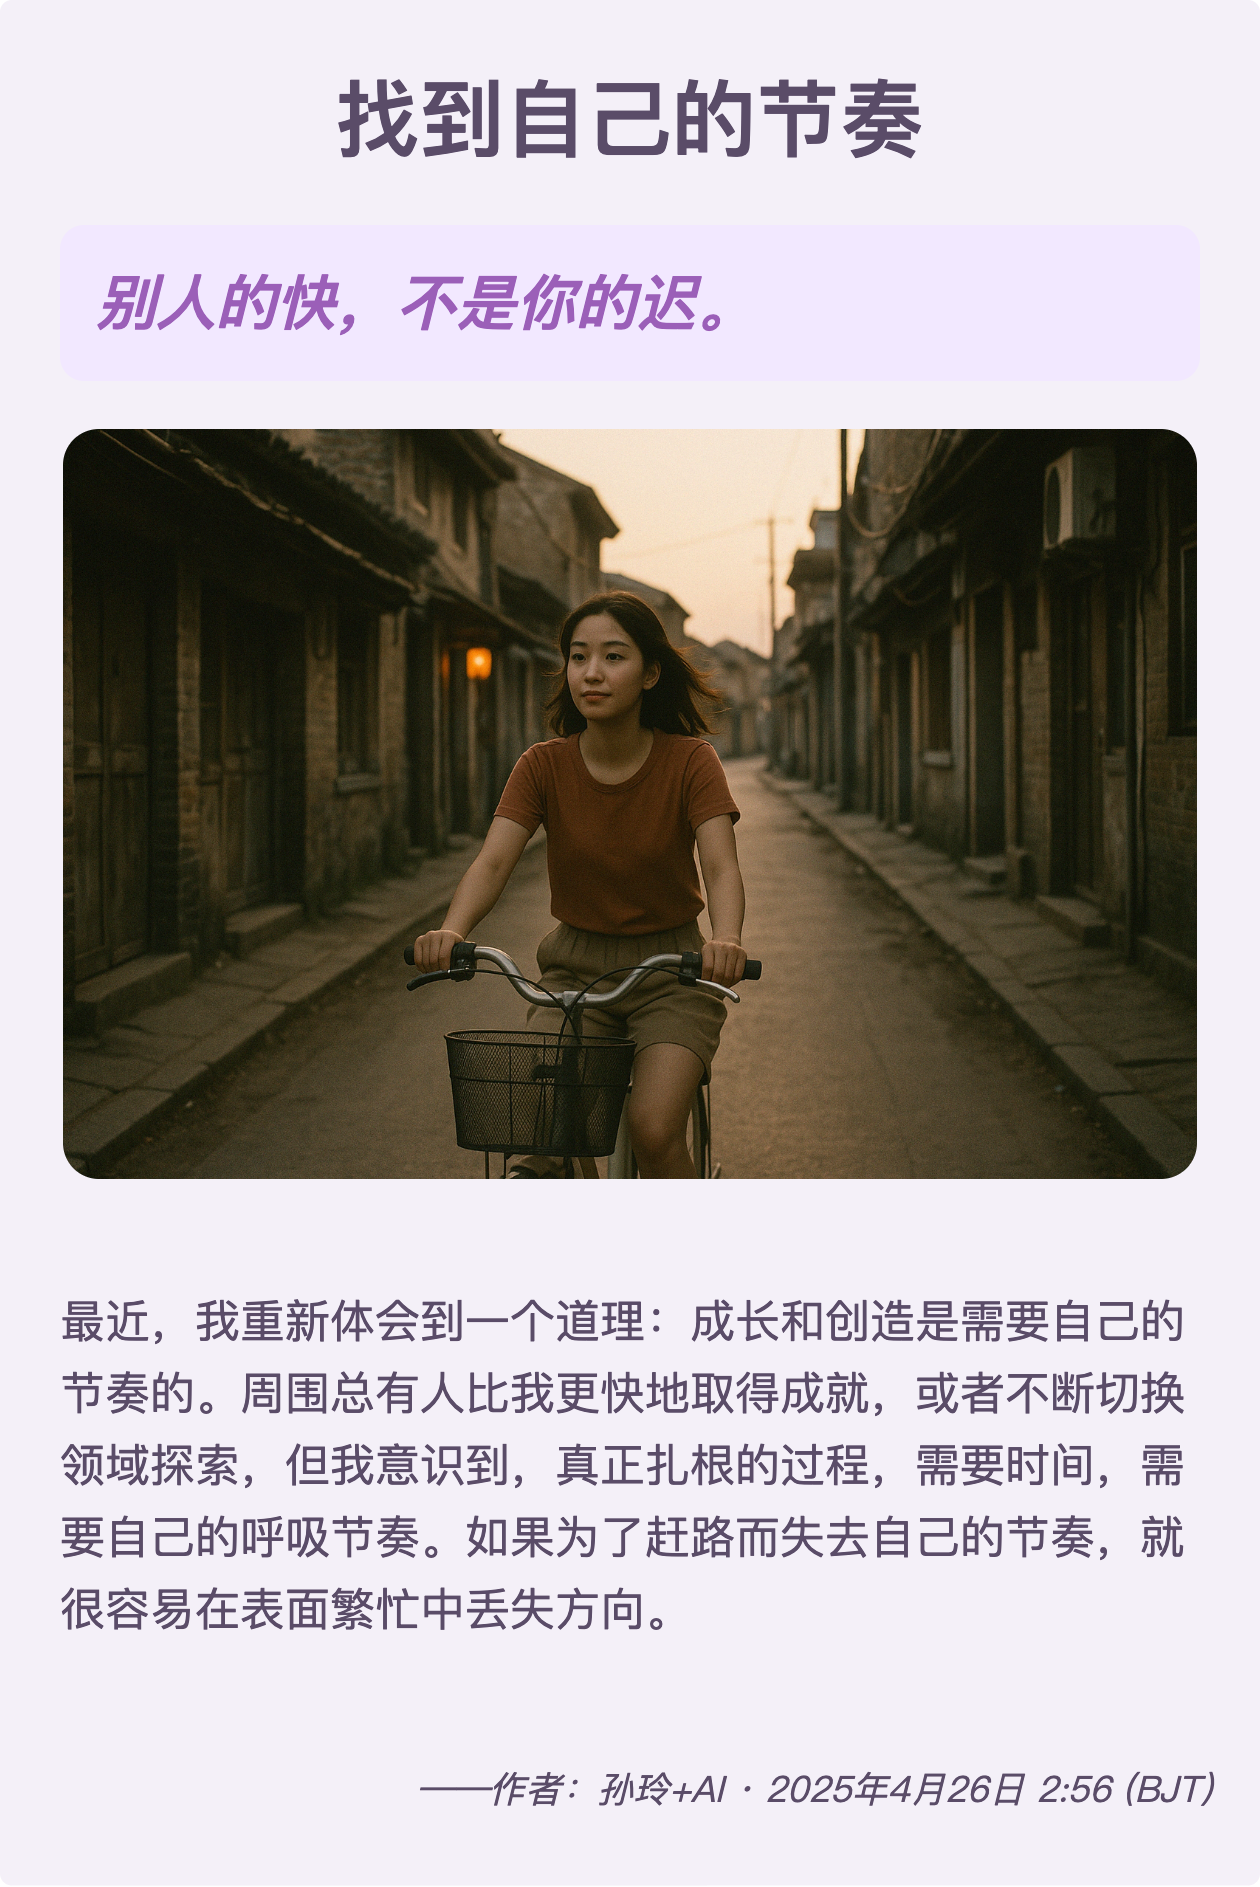 找到自己的节奏
别人的快，不是你的迟。
最近，我重新体会到一个道理：成长和创造是需要自己的
节奏的。周围总有人比我更快地取得成就，或者不断切换
领域探索，但我意识到，真正扎根的过程，需要时间，需
要自己的呼吸节奏。如果为了赶路而失去自己的节奏，就
很容易在表面繁忙中丢失方向。
——作者：孙玲+AI · 2025年4月26日 2:56 (BJT)